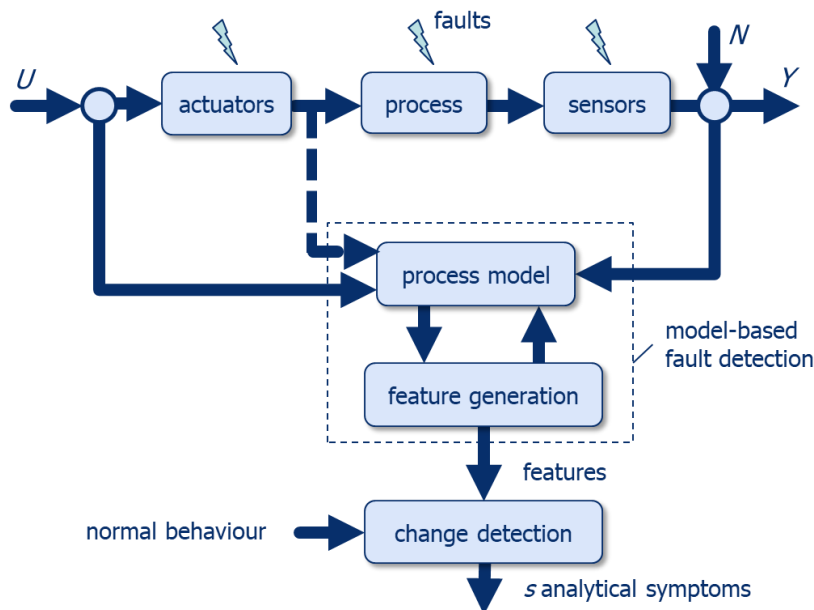 faults
U
N
Y
actuators
process
sensors
process model
model-based
fault detection
feature generation
features
normal behaviour
change detection
s analytical symptoms